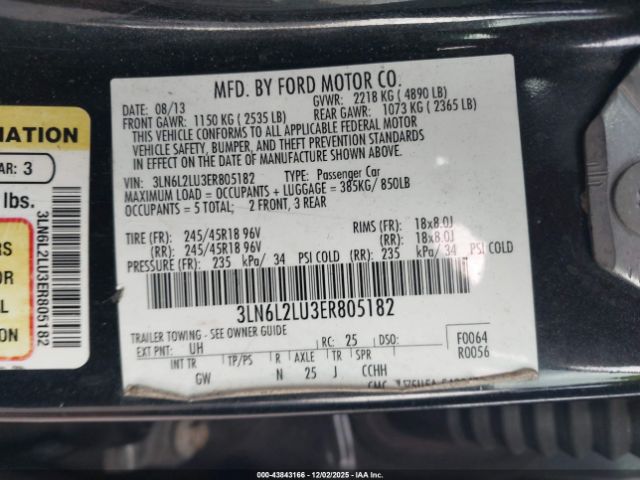 MFD. BY FORD MOTOR CO.
DATE: 08/13 GVWR: 2218 KG ( 4890 LB)
FRONT GAWR: 1150 KG ( 2535 LB) REAR GAWR: 1073 KG ( 2365 LB)
THIS VEHICLE CONFORMS TO ALL APPLICABLE FEDERAL MOTOR
VEHICLE SAFETY, BUMPER, AND THEFT PREVENTION STANDARDS
IN EFFECT ON THE DATE OF MANUFACTURE SHOWN ABOVE.
VIN: 3LN6L2LU3ER805182 TYPE: Passenger Car
MAXIMUM LOAD = OCCUPANTS + LUGGAGE = 385KG/ 850LB
OCCUPANTS = 5 TOTAL; 2 FRONT, 3 REAR
TIRE (FR): 245/45R18 96V RIMS (FR): 18x8.0J
(RR): 245/45R18 96V (RR): 18x8.0J
PRESSURE (FR): 235 kPa/ 34 PSI COLD (RR): 235 kPa/ 34 PSI COLD
3LN6L2LU3ER805182
TRAILER TOWING - SEE OWNER GUIDE
EXT PNT: UH RC: 25 DSO: F0064
R0056
INT TR TP/PS R AXLE TR SPR
GW N 25 J CCHH
MATION
AR: 3
lbs.
RS
OR
L
ION
3LN6L2LU3ER805182
000-43843166 - 12/02/2025 - IAAI.com